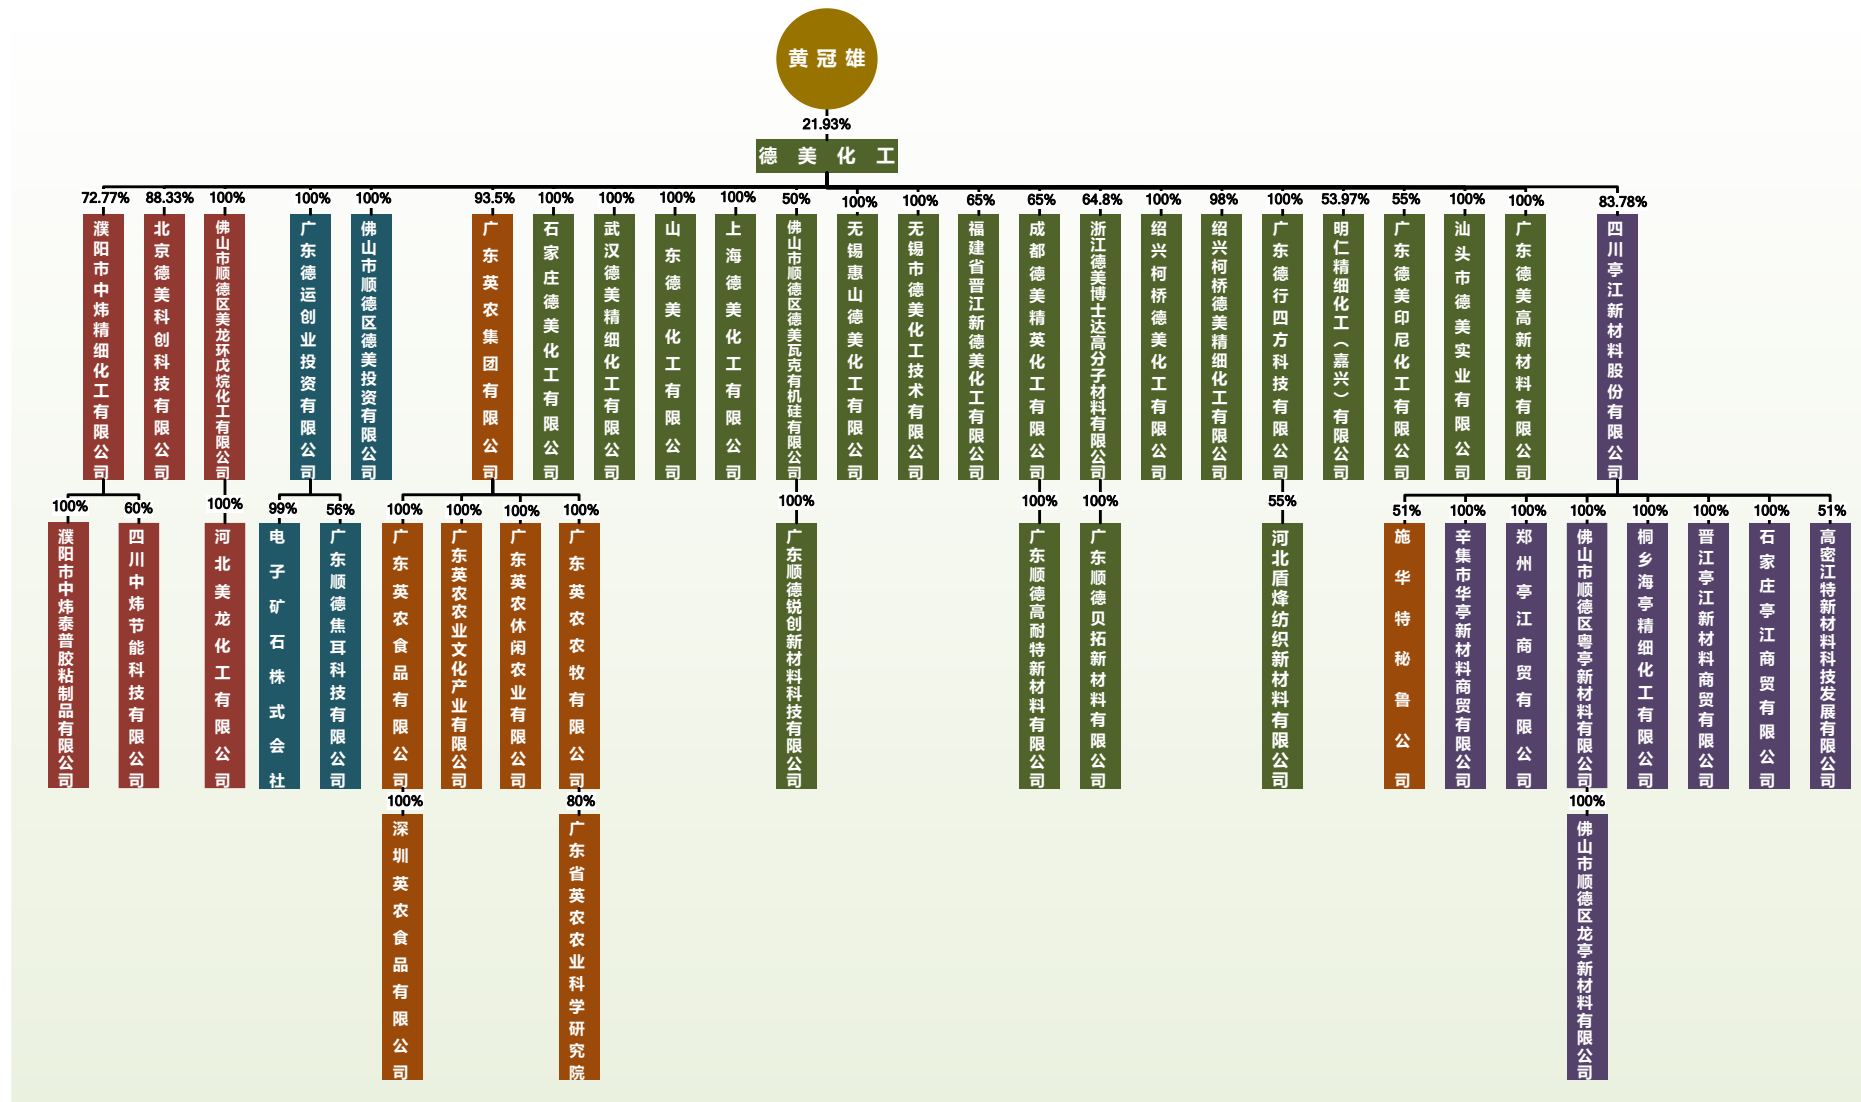 黄冠雄
21.93%
德美化工
72.77%
88.33%
100%
100%
100%
93.5%
100%
100%
100%
100%
50%
100%
100%
65%
65%
64.8%
100%
98%
100%
53.97%
55%
100%
100%
83.78%
濮阳市中炜精细化工有限公司
北京德美科创科技有限公司
佛山市顺德区美龙环戊烷化工有限公司
广东德运创业投资有限公司
佛山市顺德区德美投资有限公司
广东英农集团有限公司
石家庄德美化工有限公司
武汉德美精细化工有限公司
山东德美化工有限公司
上海德美化工有限公司
佛山市顺德区德美瓦克有机硅有限公司
无锡惠山德美化工有限公司
无锡市德美化工技术有限公司
福建省晋江新德美化工有限公司
成都德美精英化工有限公司
浙江德美博士达高分子材料有限公司
绍兴柯桥德美化工有限公司
绍兴柯桥德美精细化工有限公司
广东德行四方科技有限公司
明仁精细化工（嘉兴）有限公司
广东德美印尼化工有限公司
汕头市德美实业有限公司
广东德美高新材料有限公司
四川亭江新材料股份有限公司
100%
60%
100%
99%
56%
100%
100%
100%
100%
100%
100%
100%
55%
51%
100%
100%
100%
100%
100%
100%
51%
濮阳市中炜泰普胶粘制品有限公司
四川中炜节能科技有限公司
河北美龙化工有限公司
电子矿石株式会社
广东顺德焦耳科技有限公司
广东英农食品有限公司
广东英农农业文化产业有限公司
广东英农休闲农业有限公司
广东英农农牧有限公司
广东顺德锐创新材料科技有限公司
广东顺德高耐特新材料有限公司
广东顺德贝拓新材料有限公司
河北盾烽纺织新材料有限公司
施华特秘鲁公司
辛集市华亭新材料商贸有限公司
郑州亭江商贸有限公司
佛山市顺德区粤亭新材料有限公司
桐乡海亭精细化工有限公司
晋江亭江新材料商贸有限公司
石家庄亭江商贸有限公司
高密江特新材料科技发展有限公司
100%
80%
100%
深圳英农食品有限公司
广东省英农农业科学研究院
佛山市顺德区龙亭新材料有限公司